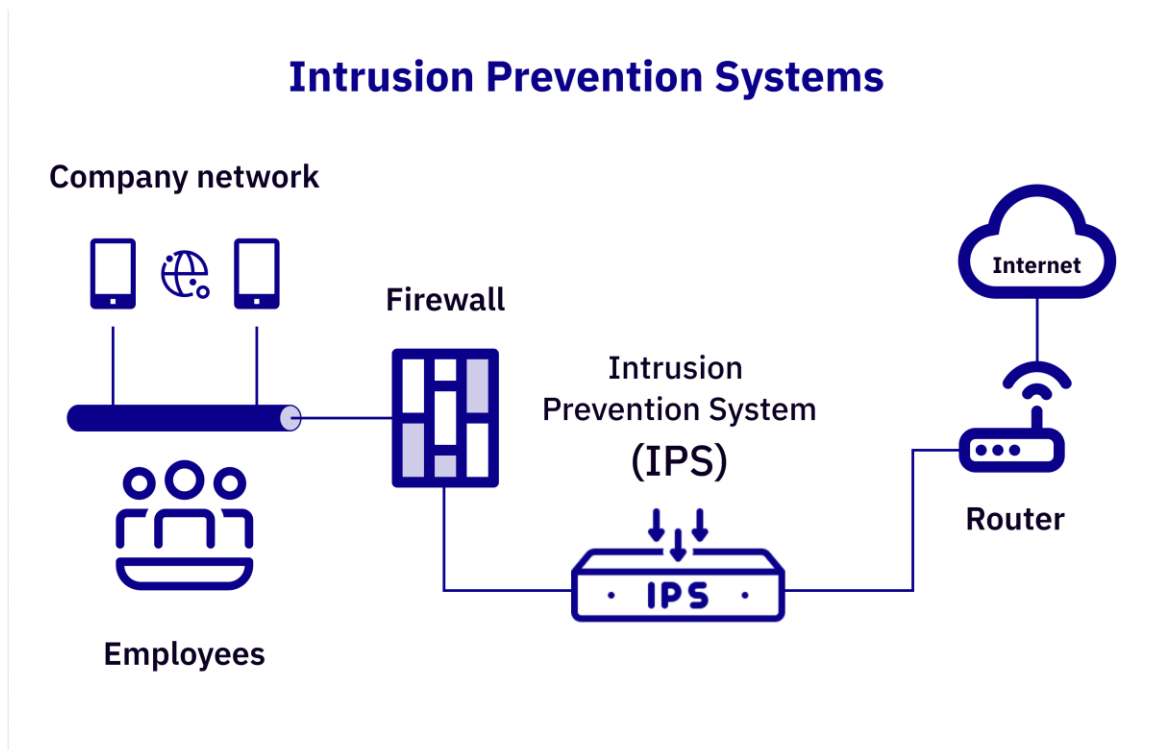 Intrusion Prevention Systems
Company network
Firewall
Intrusion
Prevention System
(IPS)
IPS
Internet
Router
Employees